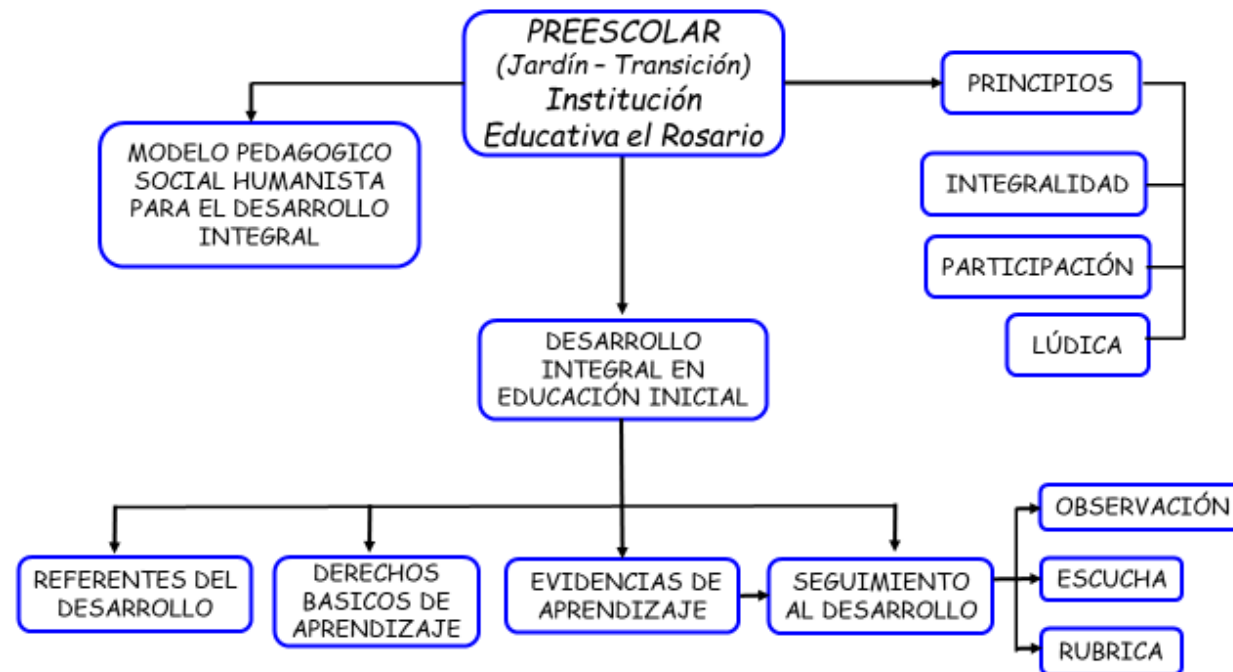 PREESCOLAR
(Jardín – Transición)
Institución
Educativa el Rosario
PRINCIPIOS
MODELO PEDAGOGICO
SOCIAL HUMANISTA
PARA EL DESARROLLO
INTEGRAL
INTEGRALIDAD
PARTICIPACIÓN
LÚDICA
DESARROLLO
INTEGRAL EN
EDUCACIÓN INICIAL
REFERENTES DEL
DESARROLLO
DERECHOS
BASICOS DE
APRENDIZAJE
EVIDENCIAS DE
APRENDIZAJE
SEGUIMIENTO
AL DESARROLLO
OBSERVACIÓN
ESCUCHA
RUBRICA